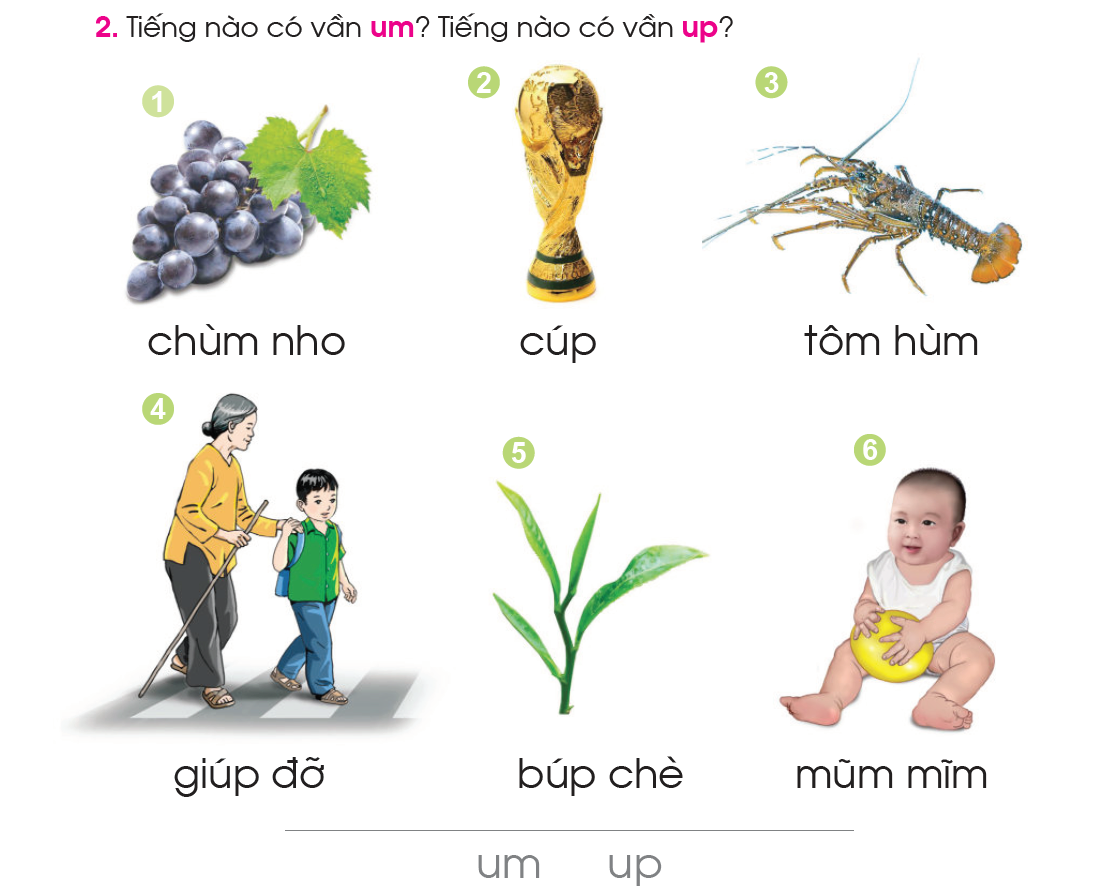 2. Tiếng nào có vần um? Tiếng nào có vần up?
1 2 3
chùm nho cúp tôm hùm
4 5 6
giúp đỡ búp chè mũm mĩm
um up